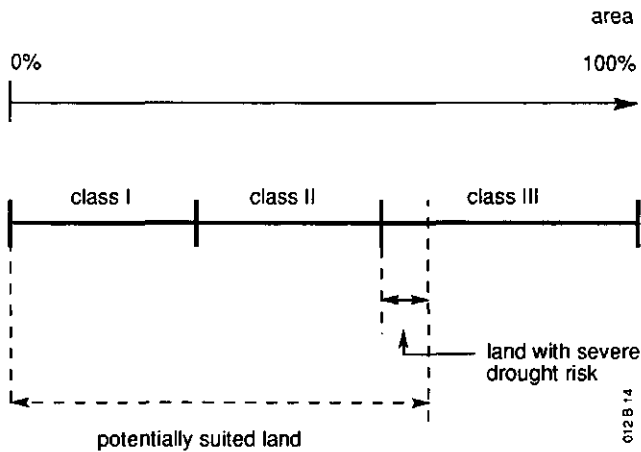 area
0%
100%
class I
class II
class III
land with severe
drought risk
potentially suited land
012 B 14